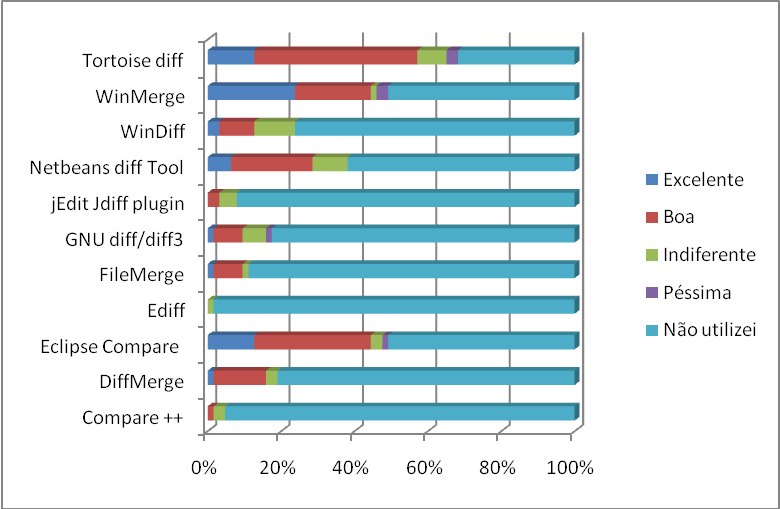 Tortoise diff
WinMerge
WinDiff
Netbeans diff Tool
jEdit Jdiff plugin
GNU diff/diff3
FileMerge
Ediff
Eclipse Compare
DiffMerge
Compare ++
0% 20% 40% 60% 80% 100%
Excelente
Boa
Indiferente
Péssima
Não utilizei